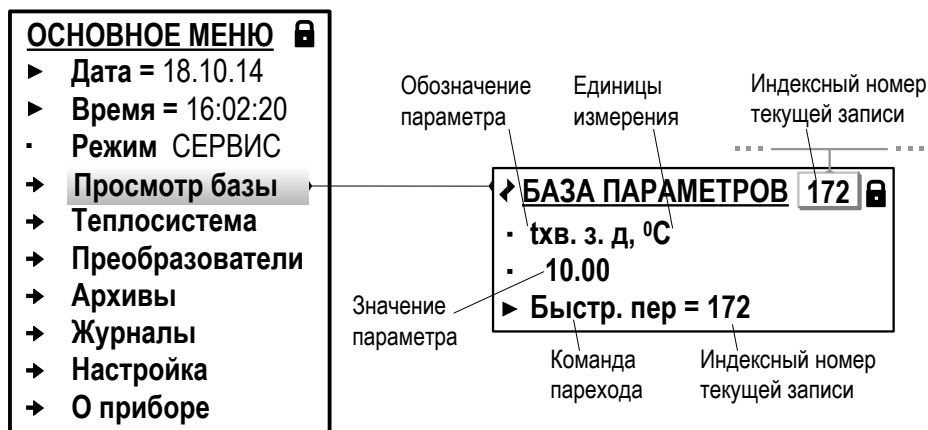 ОСНОВНОЕ МЕНЮ
Дата = 18.10.14
Время = 16:02:20
Режим СЕРВИС
Просмотр базы
Теплосистема
Преобразователи
Архивы
Журналы
Настройка
О приборе
Обозначение
параметра
Единицы
измерения
Индексный номер
текущей записи
БАЗА ПАРАМЕТРОВ 172
tхв. з. д, ⁰С
10.00
Быстр. пер = 172
Значение
параметра
Команда
парехода
Индексный номер
текущей записи